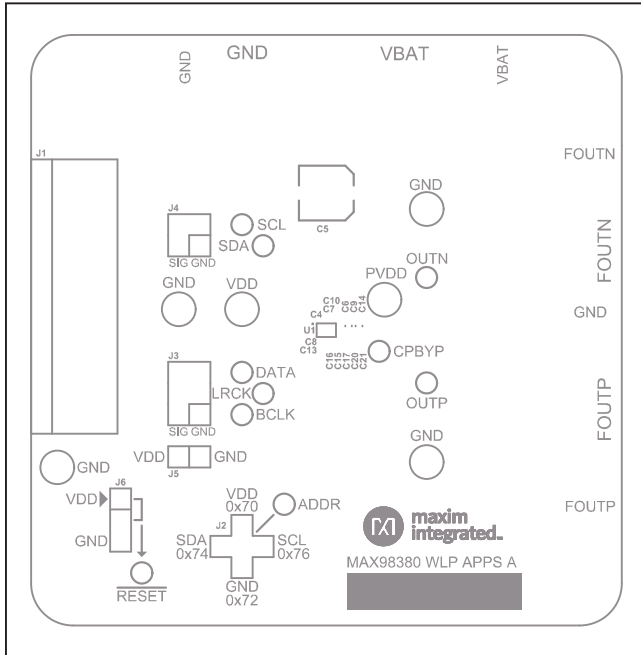 GND
GND
VBAT
VBAT
J1
FOUTN
GND
J4
SCL
SDA
C5
SIG GND
OUTN
FOUTN
GND
VDD
PVDD
C10
C7
C6
C9
C14
C4
U1
C8
C13
C16
C15
C17
C20
C21
GND
CPBYP
J3
DATA
LRCK
BCLK
SIG GND
OUTP
FOUTP
VDD
GND
J5
GND
GND
J6
VDD
GND
RESET
VDD
0x70
ADDR
J2
SDA
0x74
SCL
0x76
GND
0x72
FOUTP
maxim
integrated™
MAX98380 WLP APPS A